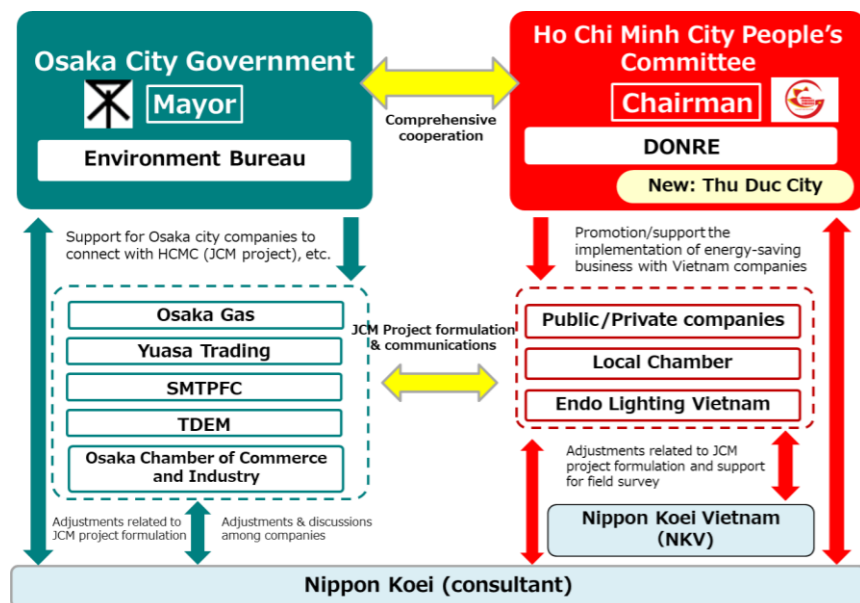 Osaka City Government
Mayor
Environment Bureau
Comprehensive
cooperation
Ho Chi Minh City People's
Committee
Chairman
DONRE
New: Thu Duc City
Support for Osaka city companies to
connect with HCMC (JCM project), etc.
Promotion/support the
implementation of energy-saving
business with Vietnam companies
Osaka Gas
Yuasa Trading
SMTPFC
TDEM
Osaka Chamber of Commerce
and Industry
JCM Project formulation
& communications
Public/Private companies
Local Chamber
Endo Lighting Vietnam
Adjustments related to JCM
project formulation and support
for field survey
Adjustments related to
JCM project formulation
Adjustments & discussions
among companies
Nippon Koei Vietnam
(NKV)
Nippon Koei (consultant)